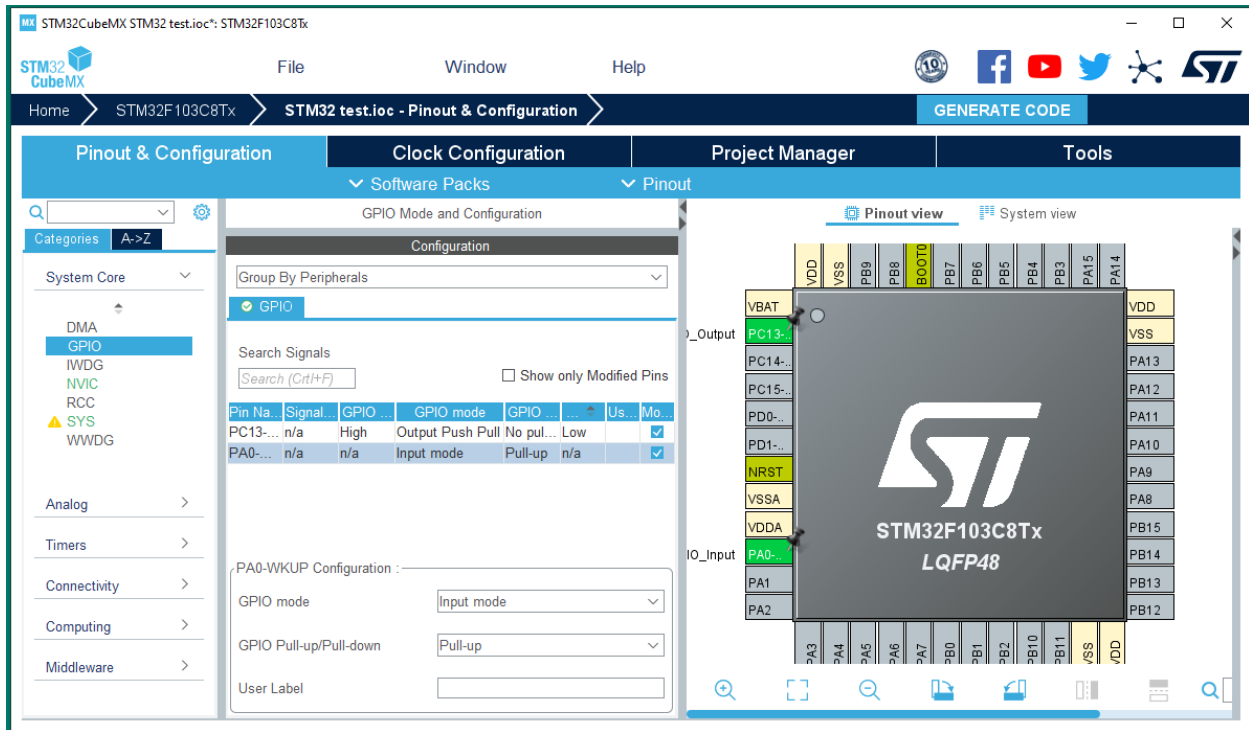 MX STM32CubeMX STM32 test.ioc*: STM32F103C8Tx
STM32 CubeMX
File Window Help
10
Home STM32F103C8Tx STM32 test.ioc - Pinout & Configuration GENERATE CODE
Pinout & Configuration Clock Configuration Project Manager Tools
Software Packs Pinout
Categories A->Z
System Core
DMA
GPIO
IWDG
NVIC
RCC
SYS
WWDG
Analog
Timers
Connectivity
Computing
Middleware
GPIO Mode and Configuration
Configuration
Group By Peripherals
GPIO
Search Signals
Search (Crtl+F) Show only Modified Pins
Pin Na... Signal... GPIO ... GPIO mode GPIO ... ... Us... Mo...
PC13-... n/a High Output Push Pull No pul... Low
PA0-... n/a n/a Input mode Pull-up n/a
PA0-WKUP Configuration :
GPIO mode Input mode
GPIO Pull-up/Pull-down Pull-up
User Label
Pinout view System view
VDD VSS PB9 PB8 BOOT0 PB7 PB6 PB5 PB4 PB3 PA15 PA14
VBAT
_Output PC13-..
PC14-..
PC15-..
PD0-..
PD1-..
NRST
VSSA
VDDA
IO_Input PA0-..
PA1
PA2
STM32F103C8Tx
LQFP48
VDD
VSS
PA13
PA12
PA11
PA10
PA9
PA8
PB15
PB14
PB13
PB12
PA3 PA4 PA5 PA6 PA7 PB0 PB1 PB2 PB10 PB11 VSS VDD